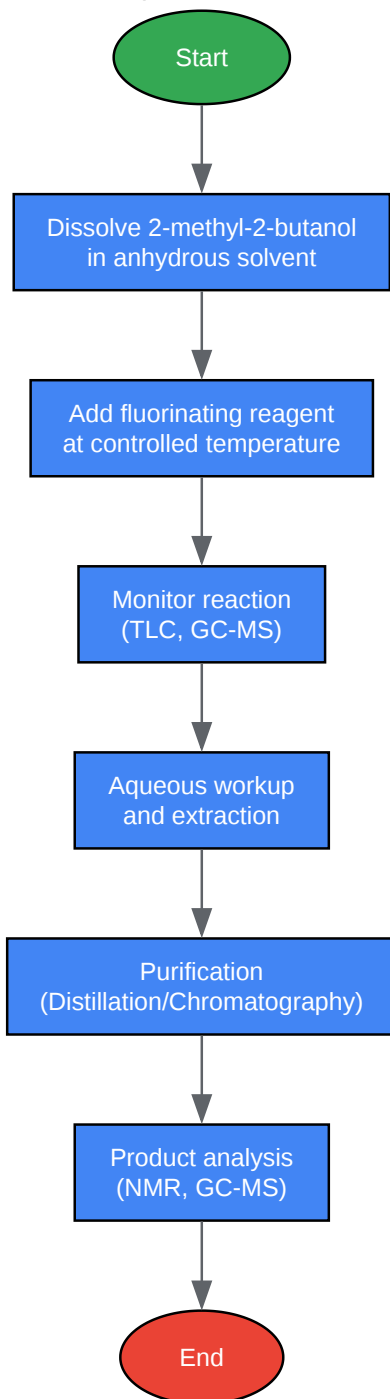 Start
Dissolve 2-methyl-2-butanol
in anhydrous solvent
Add fluorinating reagent
at controlled temperature
Monitor reaction
(TLC, GC-MS)
Aqueous workup
and extraction
Purification
(Distillation/Chromatography)
Product analysis
(NMR, GC-MS)
End